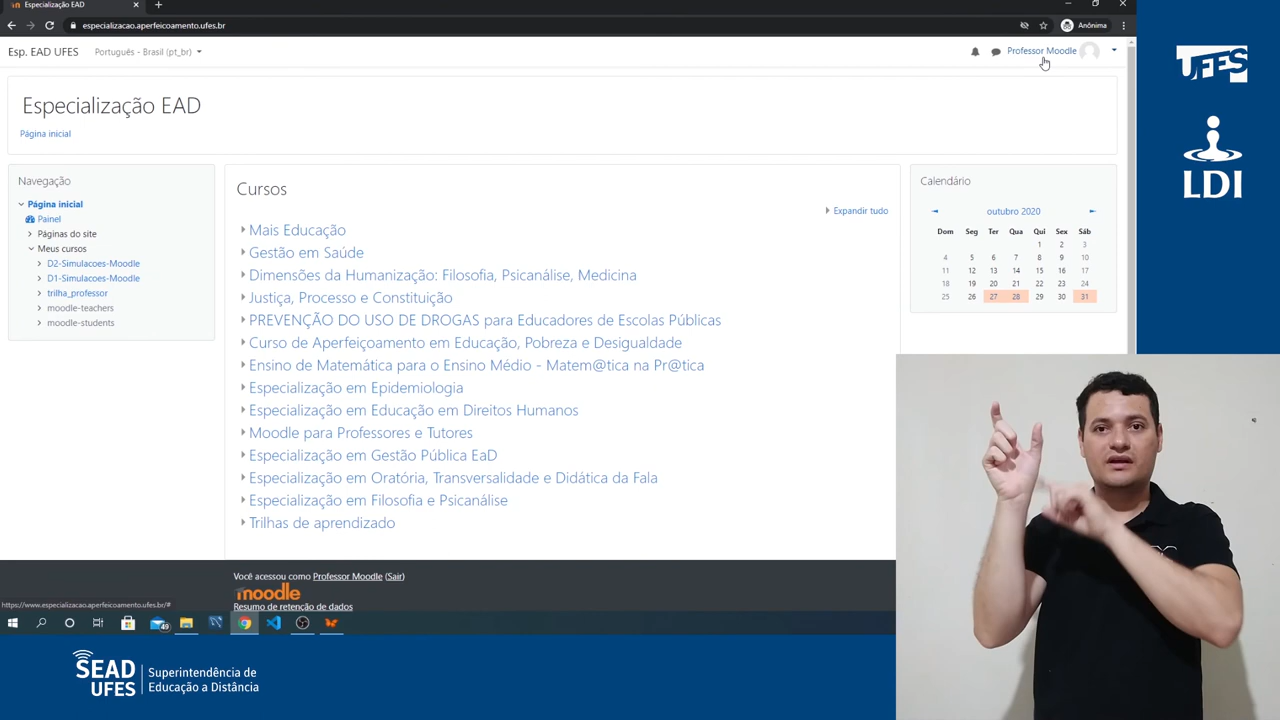 Especialização EAD
especializacao.aperfeicoamento.ufes.br
Anônima
Esp. EAD UFES
Português - Brasil (pt_br)
Professor Moodle
Especialização EAD
Página inicial
Navegação
Página inicial
Painel
Páginas do site
Meus cursos
D2-Simulacoes-Moodle
D1-Simulacoes-Moodle
trilha_professor
moodle-teachers
moodle-students
Cursos
Expandir tudo
Mais Educação
Gestão em Saúde
Dimensões da Humanização: Filosofia, Psicanálise, Medicina
Justiça, Processo e Constituição
PREVENÇÃO DO USO DE DROGAS para Educadores de Escolas Públicas
Curso de Aperfeiçoamento em Educação, Pobreza e Desigualdade
Ensino de Matemática para o Ensino Médio - Matem@tica na Pr@tica
Especialização em Epidemiologia
Especialização em Educação em Direitos Humanos
Moodle para Professores e Tutores
Especialização em Gestão Pública EaD
Especialização em Oratória, Transversalidade e Didática da Fala
Especialização em Filosofia e Psicanálise
Trilhas de aprendizado
Calendário
outubro 2020
Dom Seg Ter Qua Qui Sex Sáb
1 2 3
4 5 6 7 8 9 10
11 12 13 14 15 16 17
18 19 20 21 22 23 24
25 26 27 28 29 30 31
Você acessou como Professor Moodle (Sair)
moodle
Resumo de retenção de dados
https://www.especializacao.aperfeicoamento.ufes.br/#
49
UFES
LDI
SEAD
UFES
Superintendência de
Educação a Distância